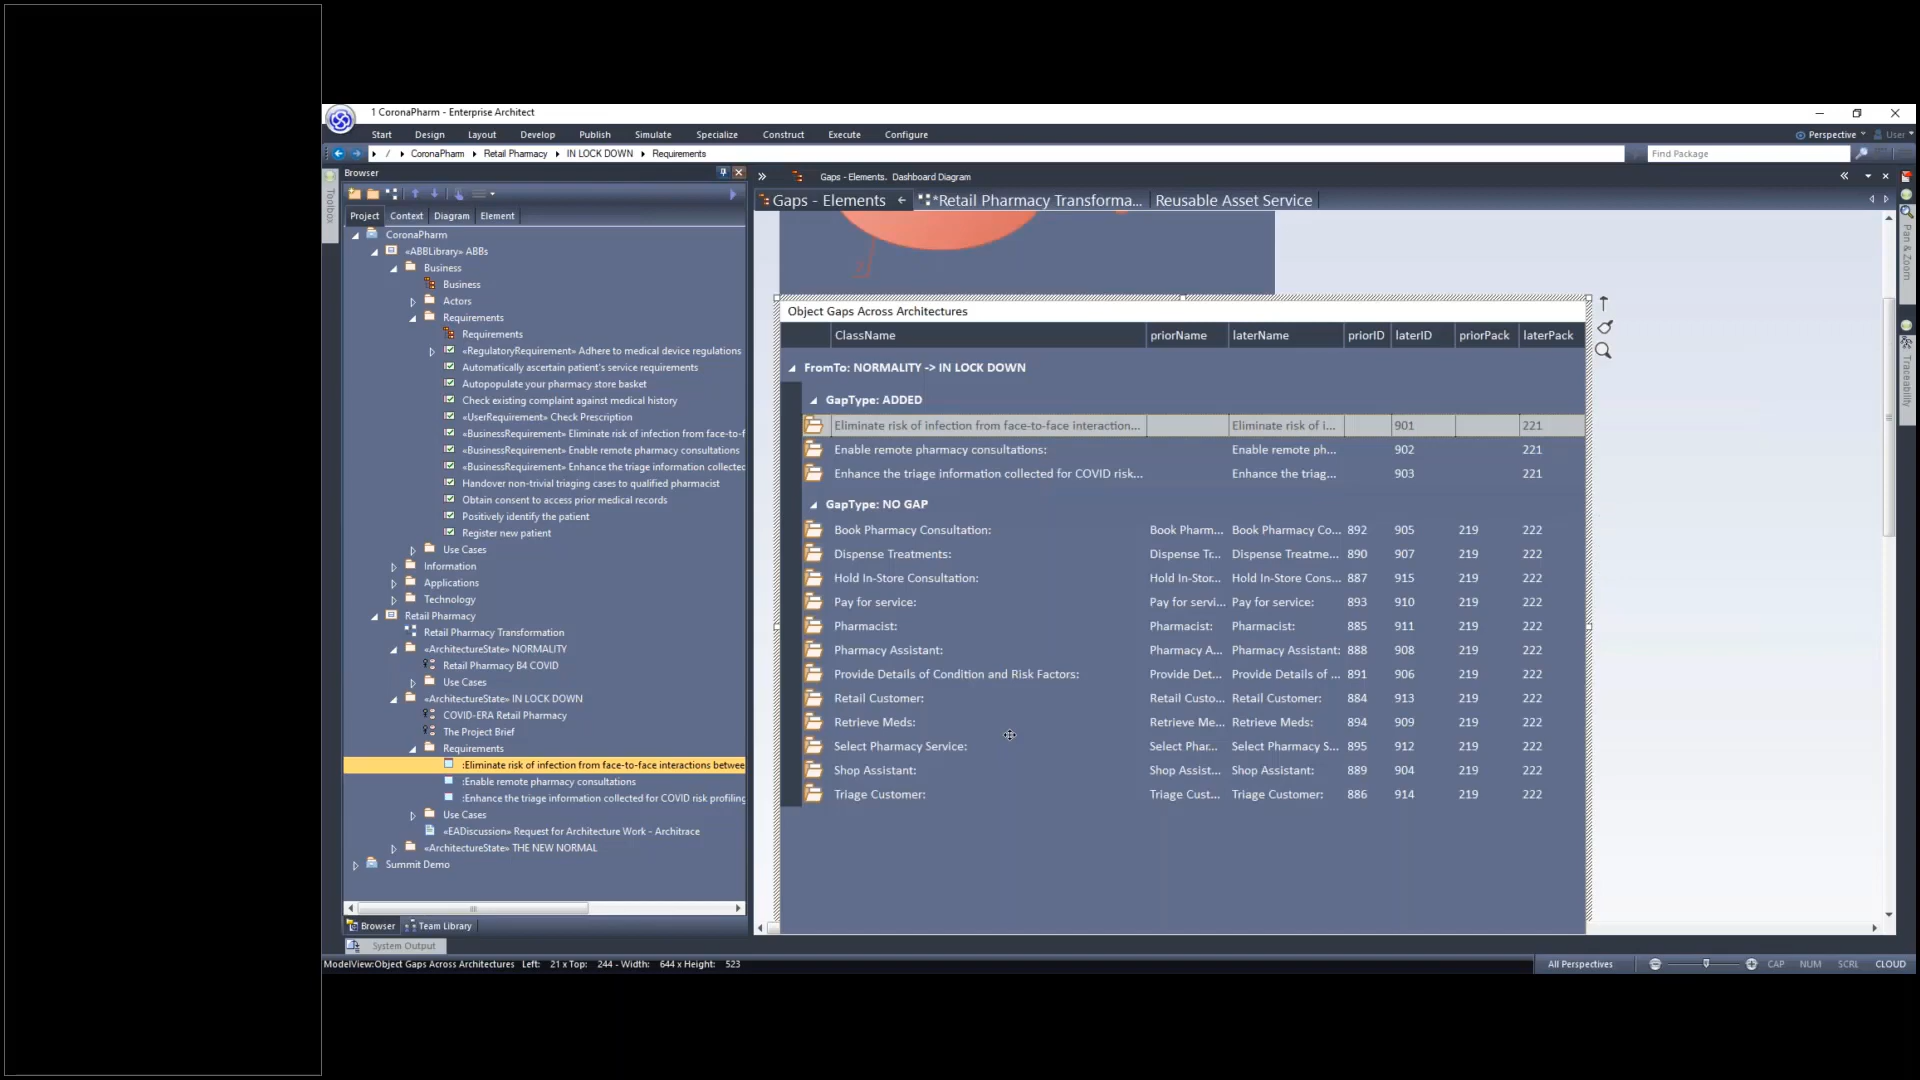 1 CoronaPharm - Enterprise Architect
Start Design Layout Develop Publish Simulate Specialize Construct Execute Configure
Perspective User
/ CoronaPharm Retail Pharmacy IN LOCK DOWN Requirements
Find Package
Browser
Toolbox
Project Context Diagram Element
CoronaPharm
«ABBLibrary» ABBs
Business
Business
Actors
Requirements
Requirements
«RegulatoryRequirement» Adhere to medical device regulations
Automatically ascertain patient's service requirements
Autopopulate your pharmacy store basket
Check existing complaint against medical history
«UserRequirement» Check Prescription
«BusinessRequirement» Eliminate risk of infection from face-to-f
«BusinessRequirement» Enable remote pharmacy consultations
«BusinessRequirement» Enhance the triage information collected
Handover non-trivial triaging cases to qualified pharmacist
Obtain consent to access prior medical records
Positively identify the patient
Register new patient
Use Cases
Information
Applications
Technology
Retail Pharmacy
Retail Pharmacy Transformation
«ArchitectureState» NORMALITY
Retail Pharmacy B4 COVID
Use Cases
«ArchitectureState» IN LOCK DOWN
COVID-ERA Retail Pharmacy
The Project Brief
Requirements
:Eliminate risk of infection from face-to-face interactions betwee
:Enable remote pharmacy consultations
:Enhance the triage information collected for COVID risk profiling
Use Cases
«EADiscussion» Request for Architecture Work - Architrace
«ArchitectureState» THE NEW NORMAL
Summit Demo
Browser Team Library
System Output
Gaps - Elements. Dashboard Diagram
Gaps - Elements *Retail Pharmacy Transforma... Reusable Asset Service
Object Gaps Across Architectures
ClassName priorName laterName priorID laterID priorPack laterPack
FromTo: NORMALITY -> IN LOCK DOWN
GapType: ADDED
Eliminate risk of infection from face-to-face interaction... Eliminate risk of i... 901 221
Enable remote pharmacy consultations: Enable remote ph... 902 221
Enhance the triage information collected for COVID risk... Enhance the triag... 903 221
GapType: NO GAP
Book Pharmacy Consultation: Book Pharm... Book Pharmacy Co... 892 905 219 222
Dispense Treatments: Dispense Tr... Dispense Treatme... 890 907 219 222
Hold In-Store Consultation: Hold In-Stor... Hold In-Store Cons... 887 915 219 222
Pay for service: Pay for servi... Pay for service: 893 910 219 222
Pharmacist: Pharmacist: Pharmacist: 885 911 219 222
Pharmacy Assistant: Pharmacy A... Pharmacy Assistant: 888 908 219 222
Provide Details of Condition and Risk Factors: Provide Det... Provide Details of ... 891 906 219 222
Retail Customer: Retail Custo... Retail Customer: 884 913 219 222
Retrieve Meds: Retrieve Me... Retrieve Meds: 894 909 219 222
Select Pharmacy Service: Select Phar... Select Pharmacy S... 895 912 219 222
Shop Assistant: Shop Assist... Shop Assistant: 889 904 219 222
Triage Customer: Triage Cust... Triage Customer: 886 914 219 222
Pan & Zoom
Traceability
ModelView:Object Gaps Across Architectures Left: 21 x Top: 244 - Width: 644 x Height: 523
All Perspectives CAP NUM SCRL CLOUD